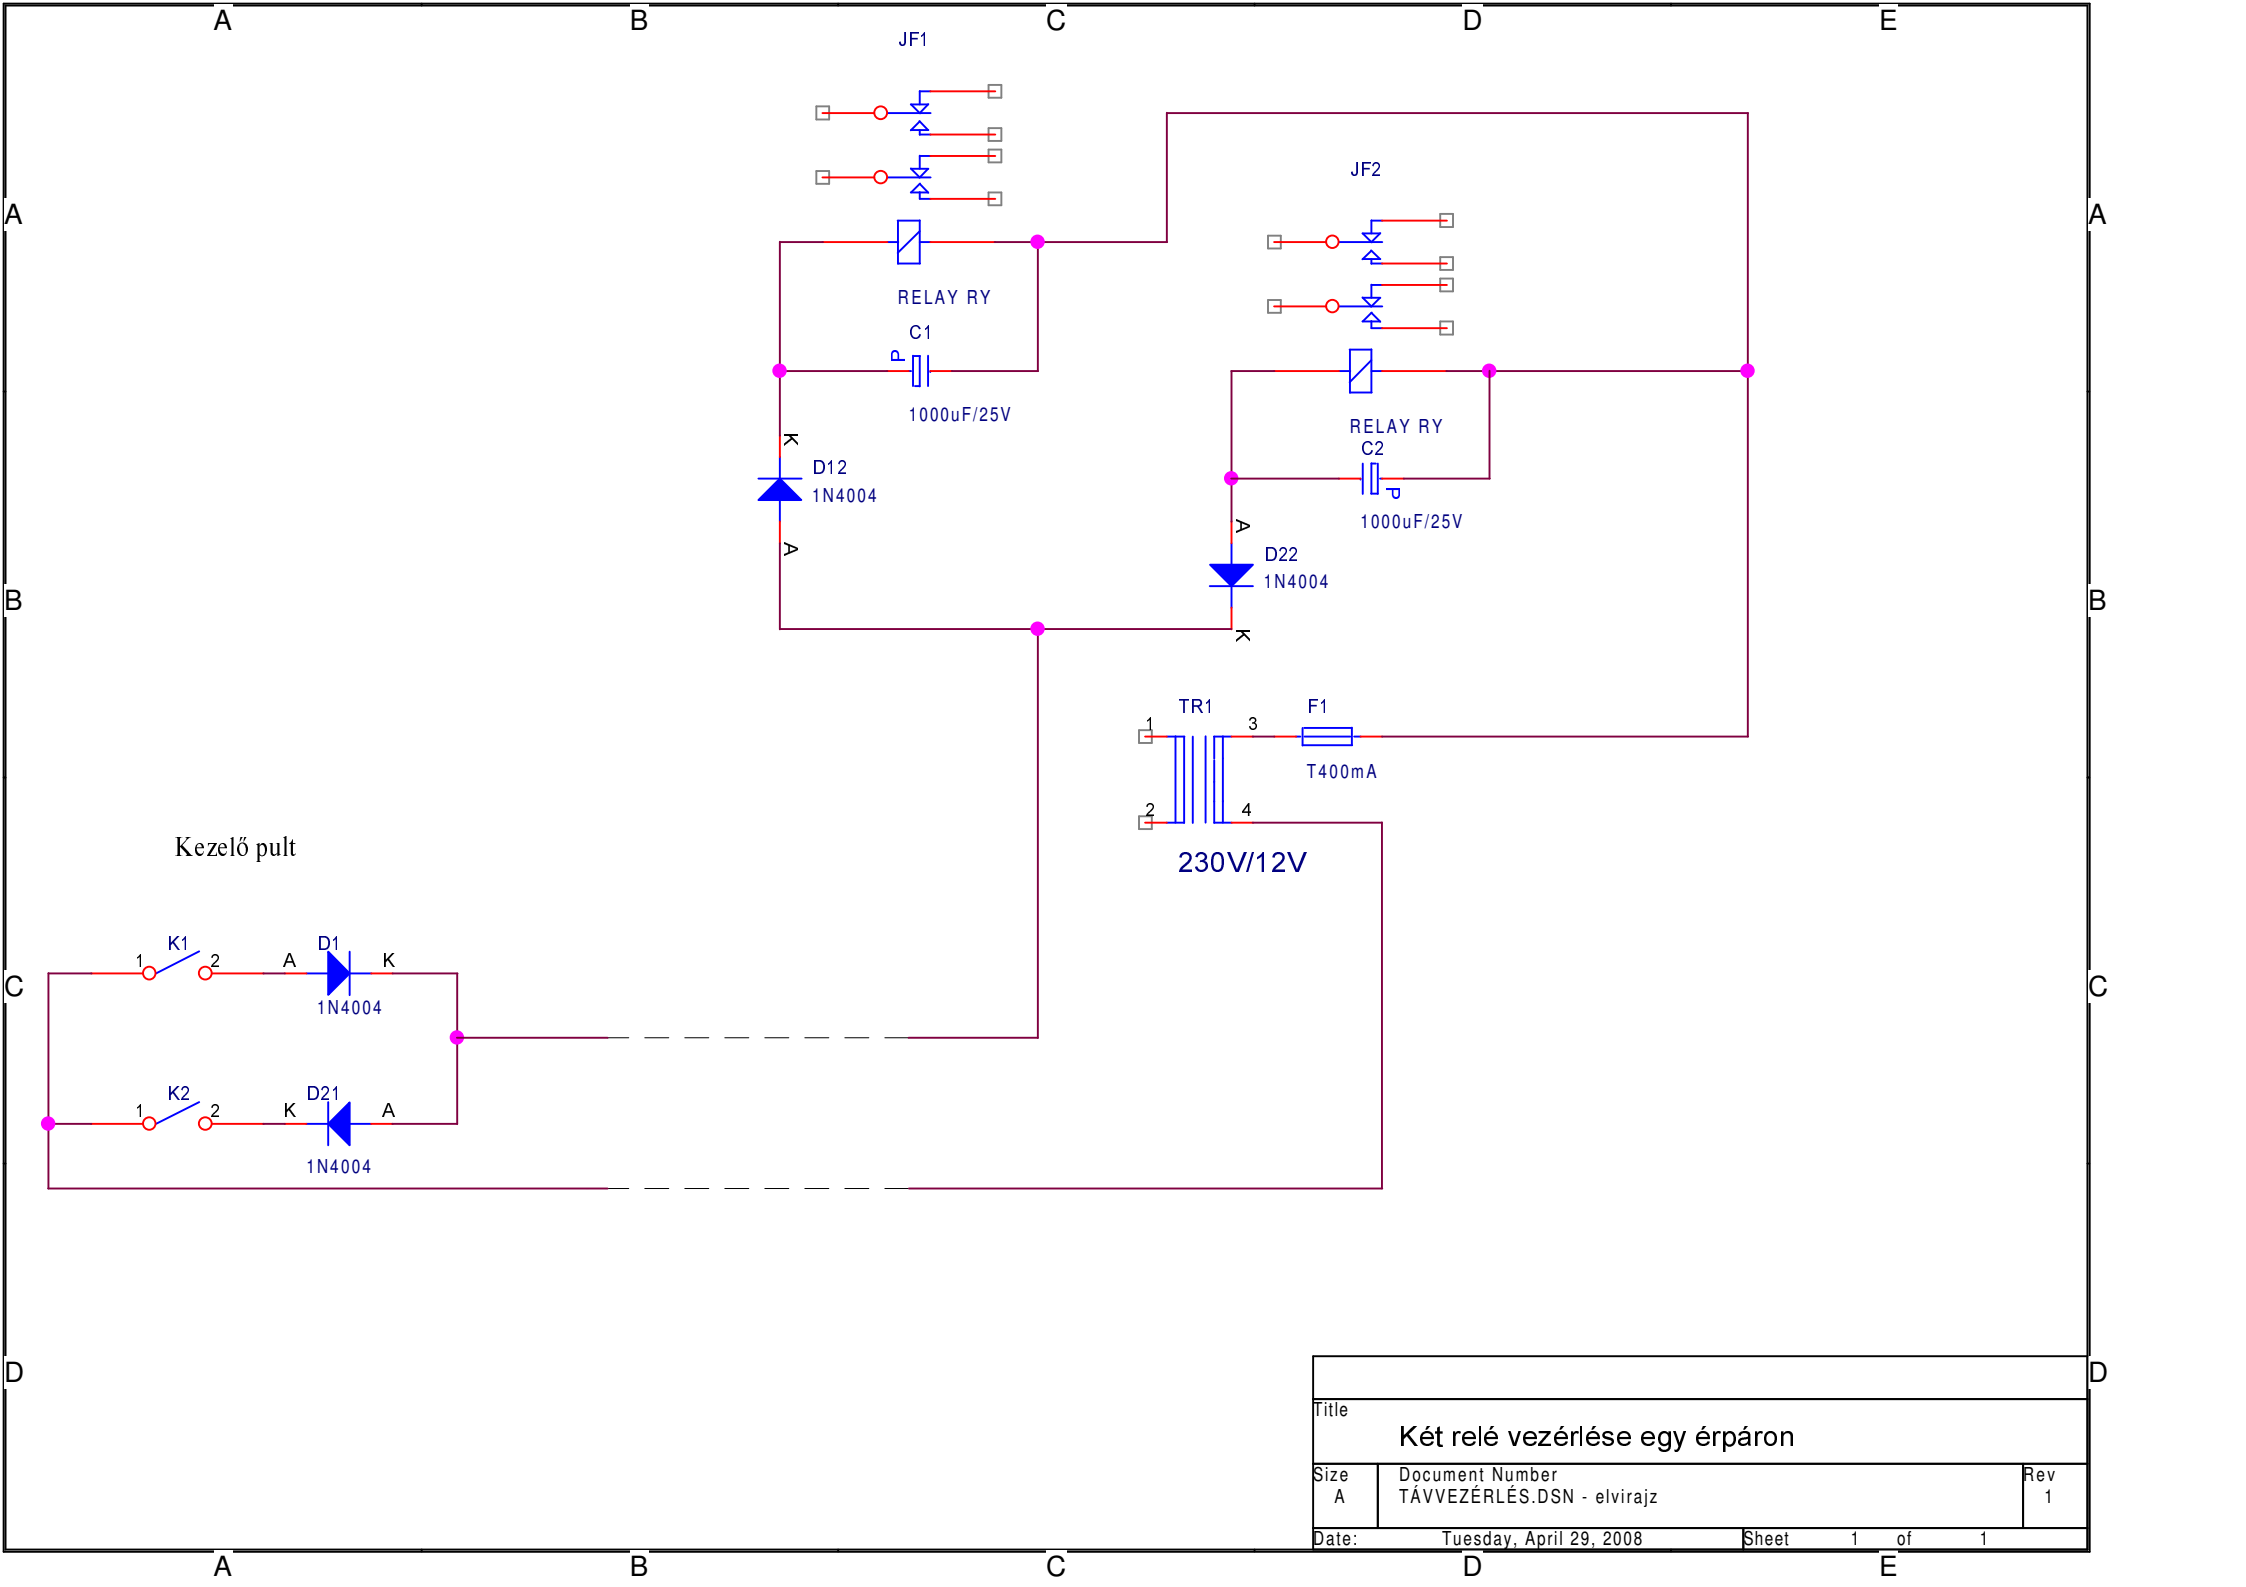 A B C D E
JF1
JF2
A A
RELAY RY
C1
P
1000uF/25V
RELAY RY
C2
P
1000uF/25V
K
D12
1N4004
A
A
D22
1N4004
K
B B
TR1
F1
1
3
T400mA
2
4
230V/12V
Kezelő pult
K1
D1
1
2
A
K
1N4004
C C
K2
D21
1
2
K
A
1N4004
D D
Title
Két relé vezérlése egy érpáron
Size
Document Number
Rev
A
TÁVVEZÉRLÉS.DSN - elvirajz
1
Date: Tuesday, April 29, 2008 Sheet 1 of 1
A B C D E